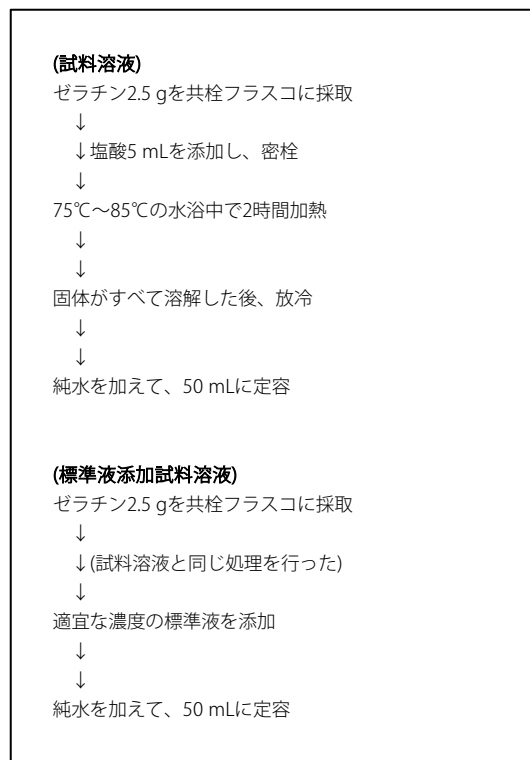 (試料溶液)
ゼラチン2.5 gを共栓フラスコに採取
↓
↓塩酸5 mLを添加し、密栓
↓
75℃～85℃の水浴中で2時間加熱
↓
↓
固体がすべて溶解した後、放冷
↓
↓
純水を加えて、50 mLに定容
(標準液添加試料溶液)
ゼラチン2.5 gを共栓フラスコに採取
↓
↓(試料溶液と同じ処理を行った)
↓
適宜な濃度の標準液を添加
↓
↓
純水を加えて、50 mLに定容